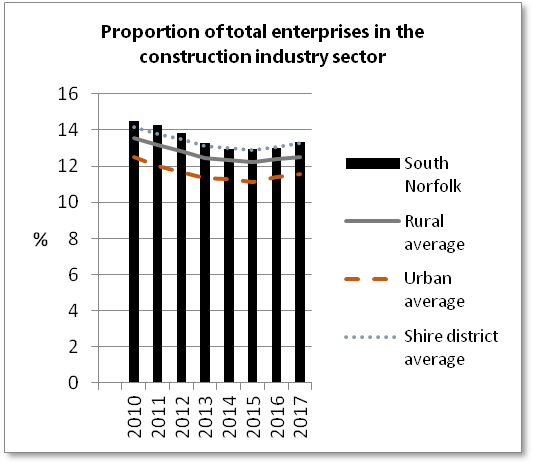 Proportion of total enterprises in the
construction industry sector
16
14
12
10
8
6
4
2
0
%
2010
2011
2012
2013
2014
2015
2016
2017
South
Norfolk
Rural
average
Urban
average
Shire district
average